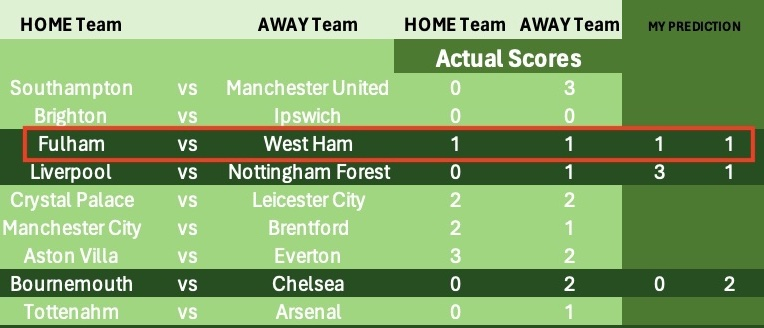 HOME Team AWAY Team HOME Team AWAY Team MY PREDICTION
Actual Scores
Southampton vs Manchester United 0 3
Brighton vs Ipswich 0 0
Fulham vs West Ham 1 1 1 1
Liverpool vs Nottingham Forest 0 1 3 1
Crystal Palace vs Leicester City 2 2
Manchester City vs Brentford 2 1
Aston Villa vs Everton 3 2
Bournemouth vs Chelsea 0 2 0 2
Tottenahm vs Arsenal 0 1